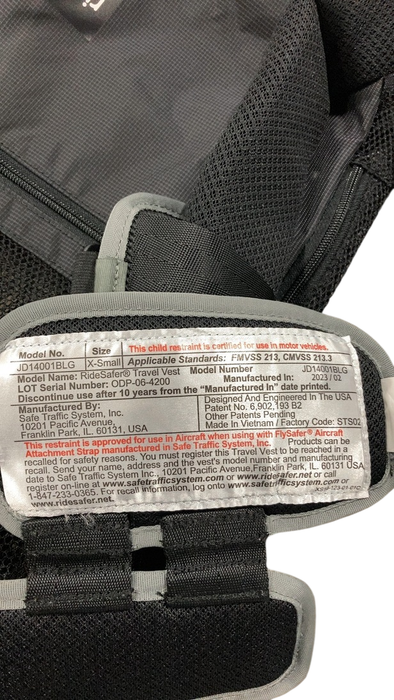 Model No. Size This child restraint is certified for use in motor vehicles.
JD14001BLG X-Small Applicable Standards: FMVSS 213, CMVSS 213.3
Model Name: RideSafer® Travel Vest Model Number JD14001BLG
LOT Serial Number: ODP-06-4200 Manufactured In: 2023 / 02
Discontinue use after 10 years from the "Manufactured In" date printed.
Manufactured By: Designed And Engineered In The USA
Safe Traffic System, Inc. Patent No. 6,902,193 B2
10201 Pacific Avenue, Other Patents Pending
Franklin Park, IL. 60131, USA Made In Vietnam / Factory Code: STS02
This restraint is approved for use in Aircraft when using with FlySafer® Aircraft
Attachment Strap manufactured in Safe Traffic System, Inc. Products can be
recalled for safety reasons. You must register this Travel Vest to be reached in a
recall. Send your name, address and the vest's model number and manufacturing
date to Safe Traffic System Inc., 10201 Pacific Avenue,Franklin Park, IL. 60131 USA
register on-line at www.safetrafficsystem.com or www.ridesafer.net or call
1-847-233-0365. For recall information, log onto www.safetrafficsystem.com or
www.ridesafer.net.